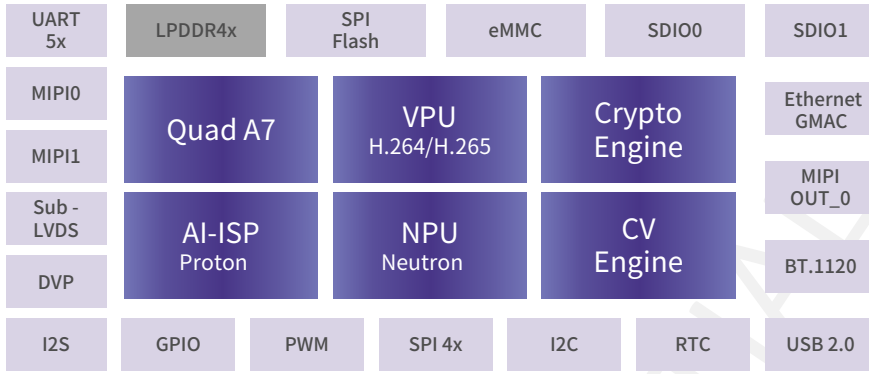 UART
5x
LPDDR4x
SPI
Flash
eMMC
SDIO0
SDIO1
MIPI0
Quad A7
VPU
H.264/H.265
Crypto
Engine
Ethernet
GMAC
MIPI1
MIPI
OUT_0
Sub -
LVDS
AI-ISP
Proton
NPU
Neutron
CV
Engine
DVP
BT.1120
I2S
GPIO
PWM
SPI 4x
I2C
RTC
USB 2.0